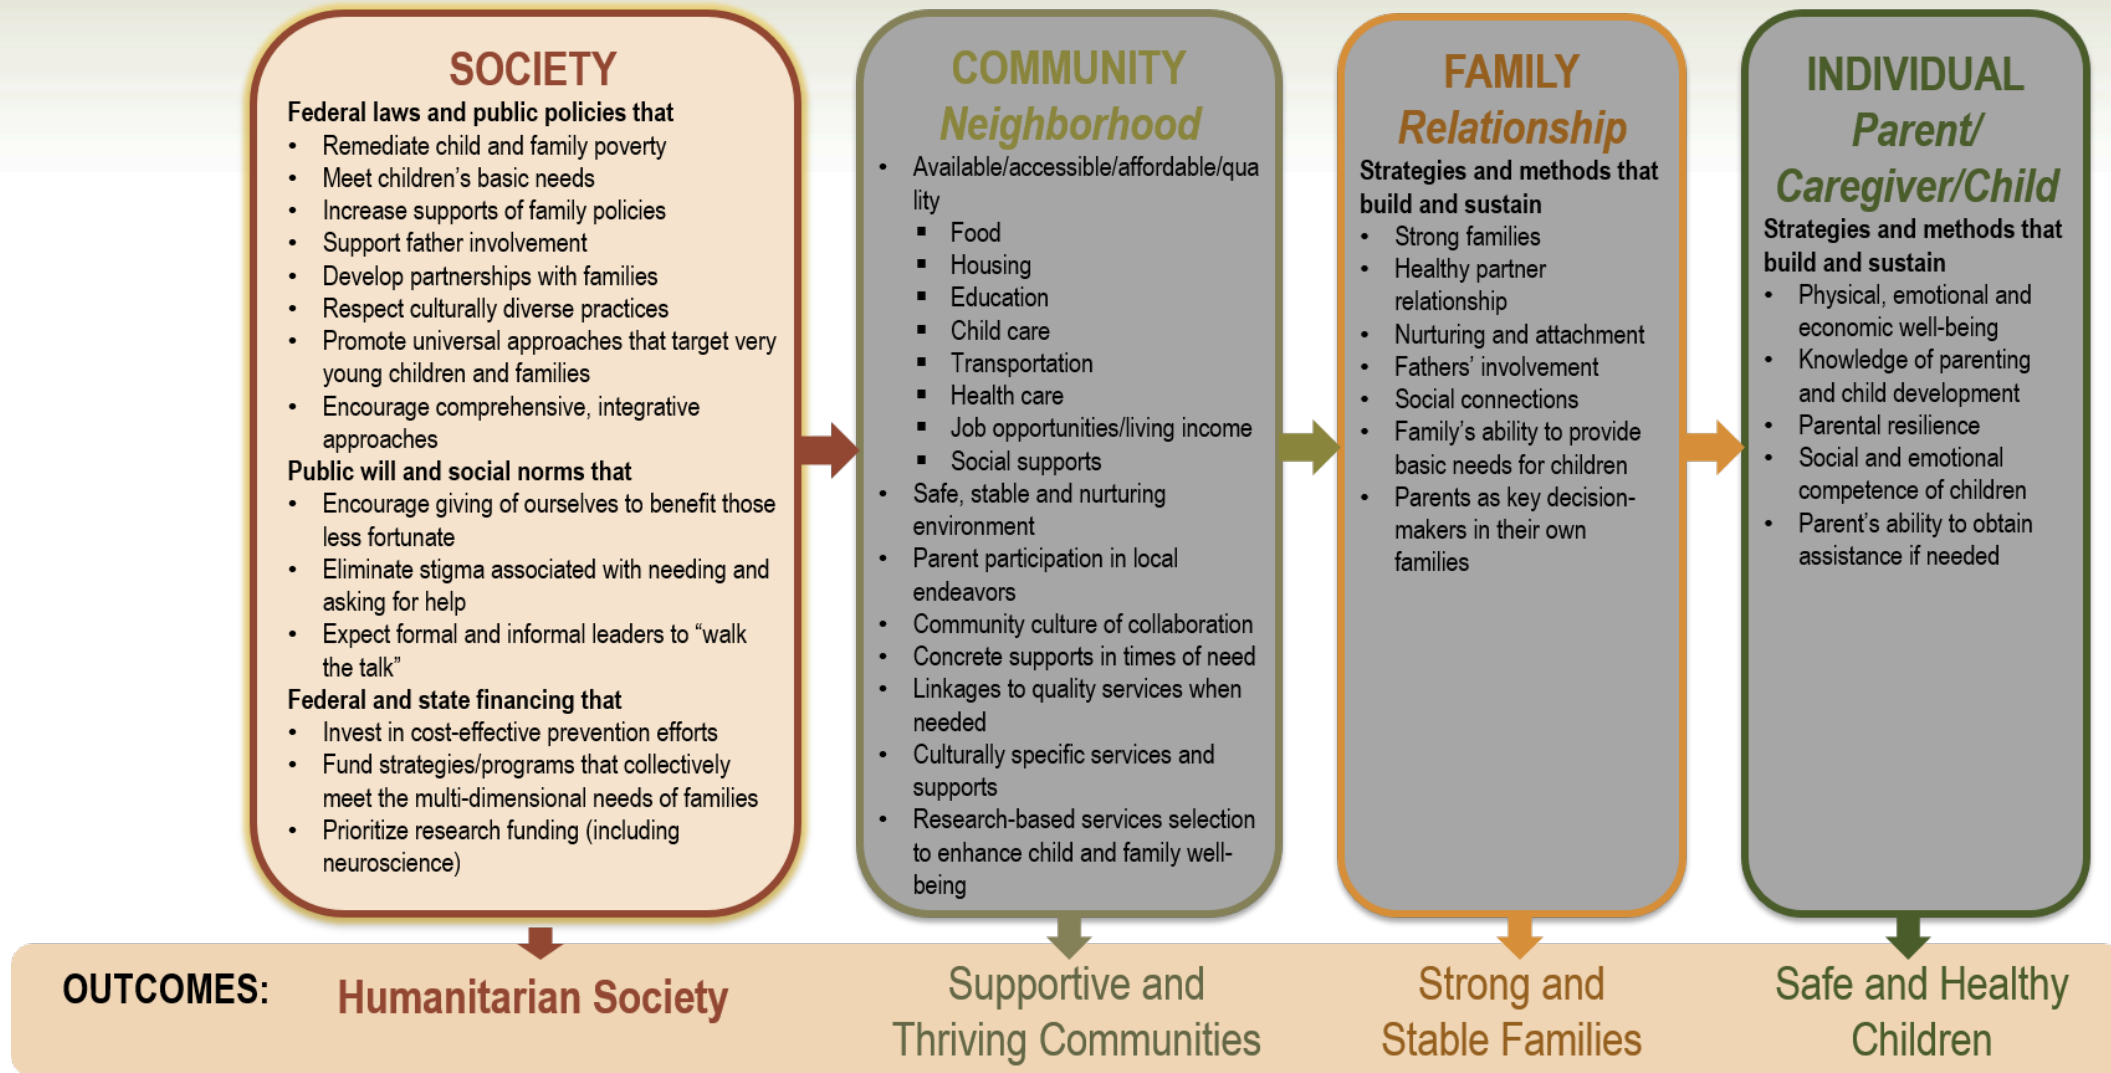 SOCIETY
Federal laws and public policies that
• Remediate child and family poverty
• Meet children's basic needs
• Increase supports of family policies
• Support father involvement
• Develop partnerships with families
• Respect culturally diverse practices
• Promote universal approaches that target very
young children and families
• Encourage comprehensive, integrative
approaches
Public will and social norms that
• Encourage giving of ourselves to benefit those
less fortunate
• Eliminate stigma associated with needing and
asking for help
• Expect formal and informal leaders to “walk
the talk”
Federal and state financing that
• Invest in cost-effective prevention efforts
• Fund strategies/programs that collectively
meet the multi-dimensional needs of families
• Prioritize research funding (including
neuroscience)
COMMUNITY
Neighborhood
• Available/accessible/affordable/qua
lity
▪ Food
▪ Housing
▪ Education
▪ Child care
▪ Transportation
▪ Health care
▪ Job opportunities/living income
▪ Social supports
• Safe, stable and nurturing
environment
• Parent participation in local
endeavors
• Community culture of collaboration
• Concrete supports in times of need
• Linkages to quality services when
needed
• Culturally specific services and
supports
• Research-based services selection
to enhance child and family well-
being
FAMILY
Relationship
Strategies and methods that
build and sustain
• Strong families
• Healthy partner
relationship
• Nurturing and attachment
• Fathers’ involvement
• Social connections
• Family’s ability to provide
basic needs for children
• Parents as key decision-
makers in their own
families
INDIVIDUAL
Parent/
Caregiver/Child
Strategies and methods that
build and sustain
• Physical, emotional and
economic well-being
• Knowledge of parenting
and child development
• Parental resilience
• Social and emotional
competence of children
• Parent’s ability to obtain
assistance if needed
OUTCOMES:
Humanitarian Society
Supportive and
Thriving Communities
Strong and
Stable Families
Safe and Healthy
Children